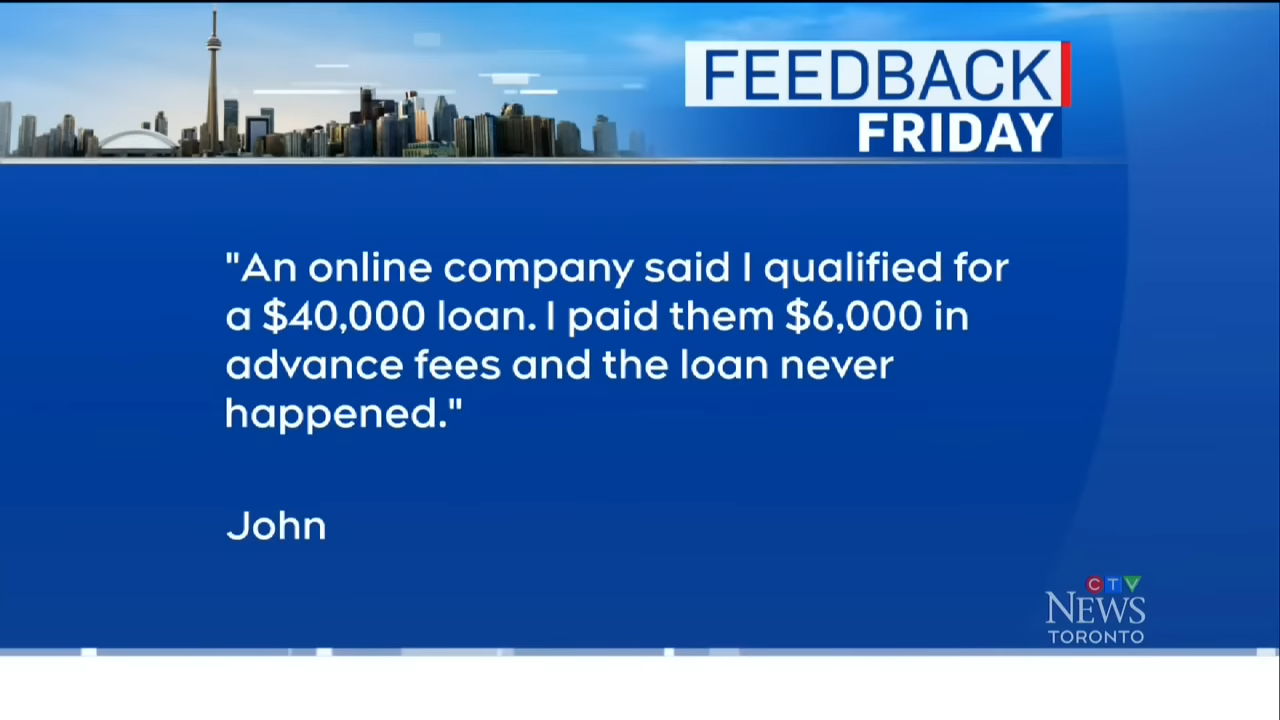 FEEDBACK
FRIDAY
"An online company said I qualified for
a $40,000 loan. I paid them $6,000 in
advance fees and the loan never
happened."
John
CTV
NEWS
TORONTO